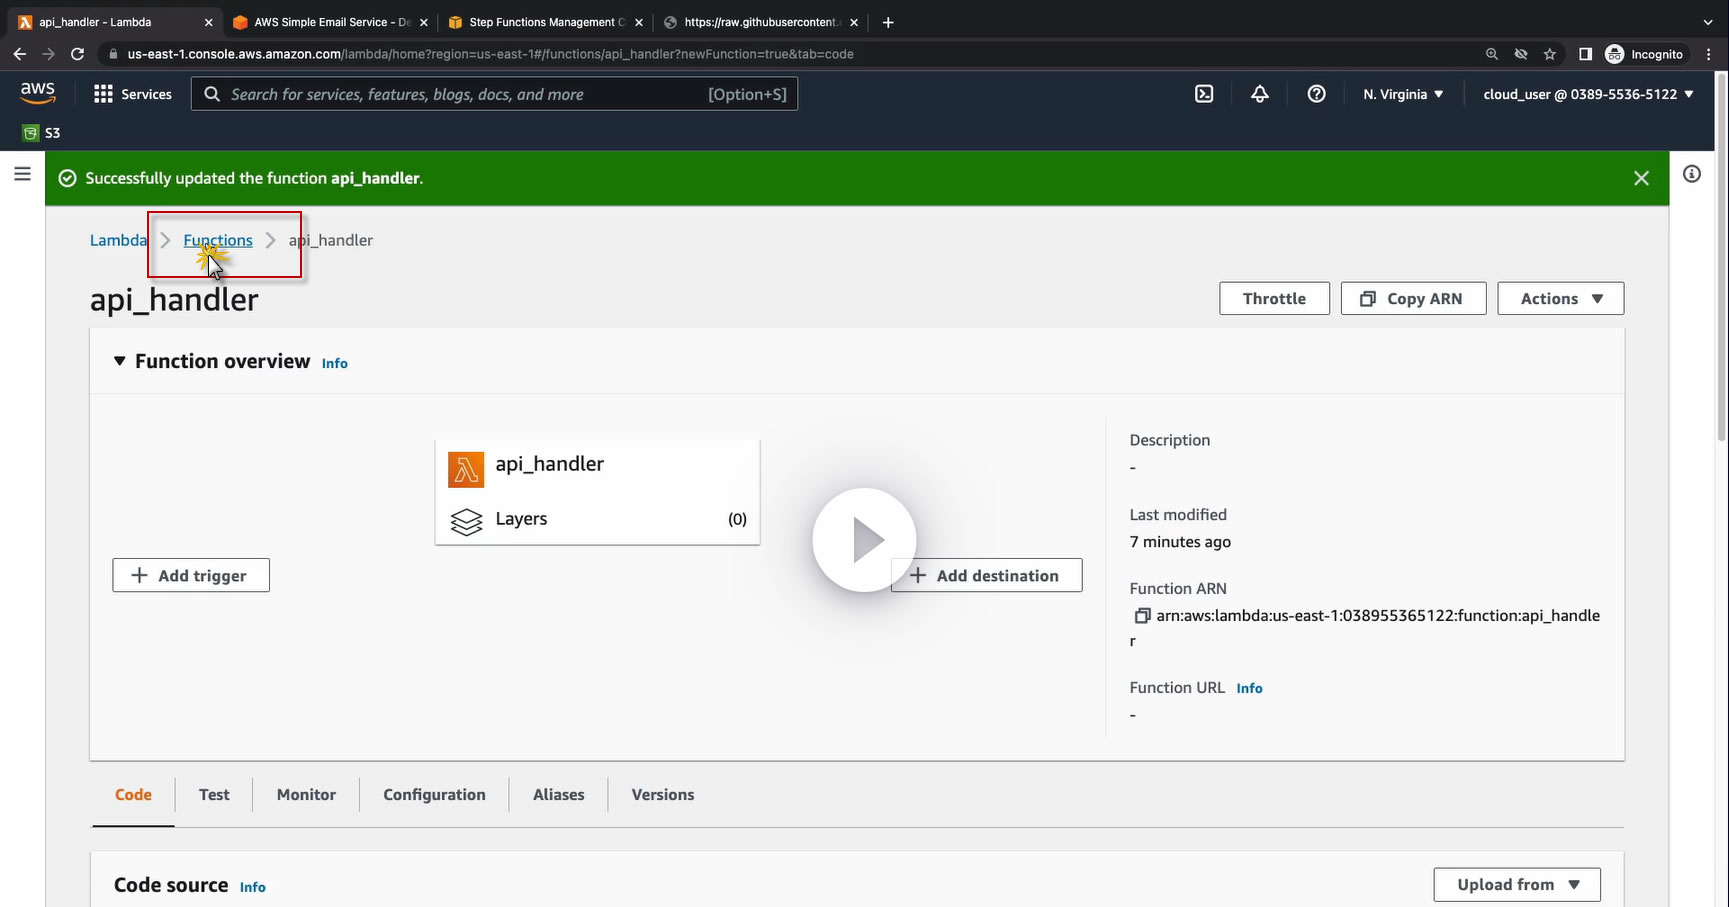 api_handler - Lambda
AWS Simple Email Service - De
Step Functions Management C
https://raw.githubusercontent.
us-east-1.console.aws.amazon.com/lambda/home?region=us-east-1#/functions/api_handler?newFunction=true&tab=code
Incognito
aws
Services
Search for services, features, blogs, docs, and more
[Option+S]
N. Virginia
cloud_user @ 0389-5536-5122
S3
Successfully updated the function api_handler.
Lambda
Functions
api_handler
api_handler
Throttle
Copy ARN
Actions
Function overview Info
api_handler
Layers
(0)
Add trigger
Add destination
Description
-
Last modified
7 minutes ago
Function ARN
arn:aws:lambda:us-east-1:038955365122:function:api_handle
r
Function URL Info
-
Code
Test
Monitor
Configuration
Aliases
Versions
Code source Info
Upload from